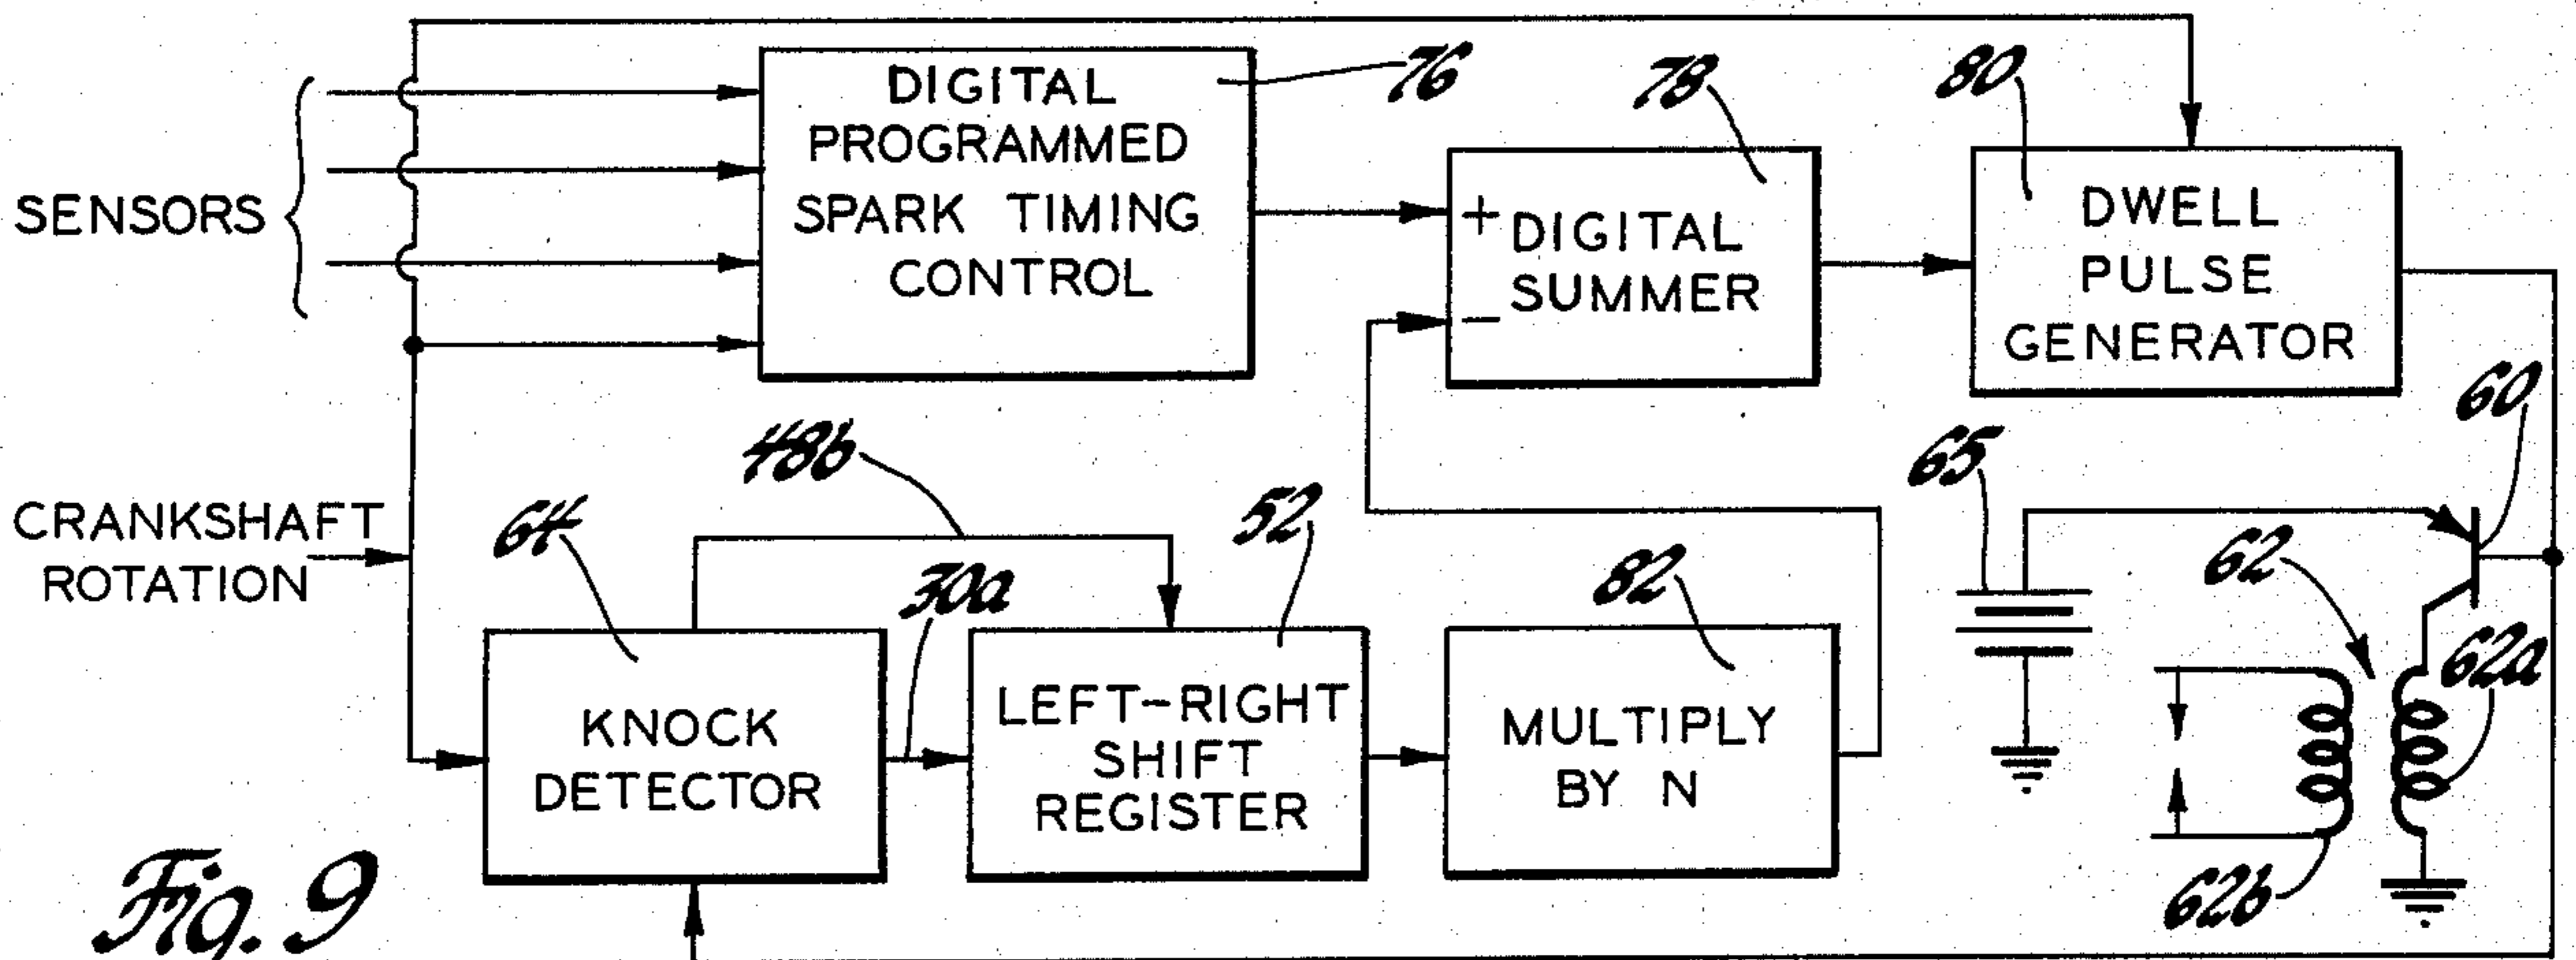 SENSORS
DIGITAL
PROGRAMMED
SPARK TIMING
CONTROL
76
+ DIGITAL
− SUMMER
78
DWELL
PULSE
GENERATOR
80
CRANKSHAFT
ROTATION
64
48b
30a
52
82
65
60
62
62a
62b
KNOCK
DETECTOR
LEFT-RIGHT
SHIFT
REGISTER
MULTIPLY
BY N
Fig. 9